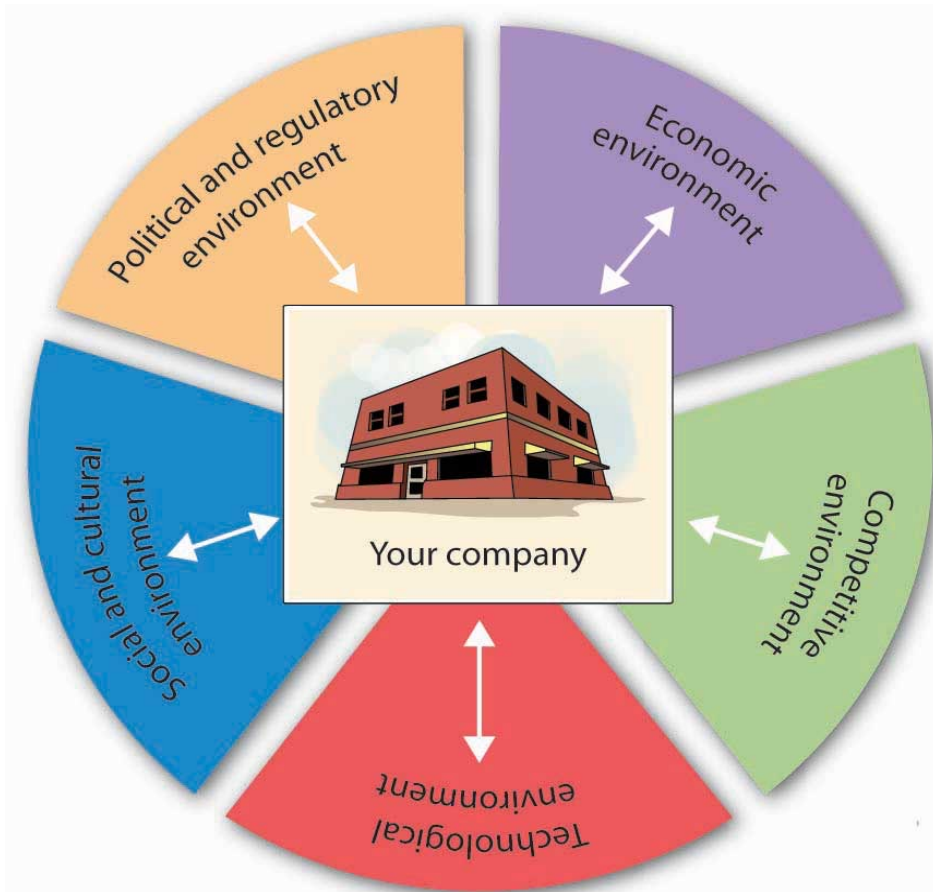 Political and regulatory
environment
Economic
environment
Competitive
environment
Technological
environment
Social and cultural
environment
Your company